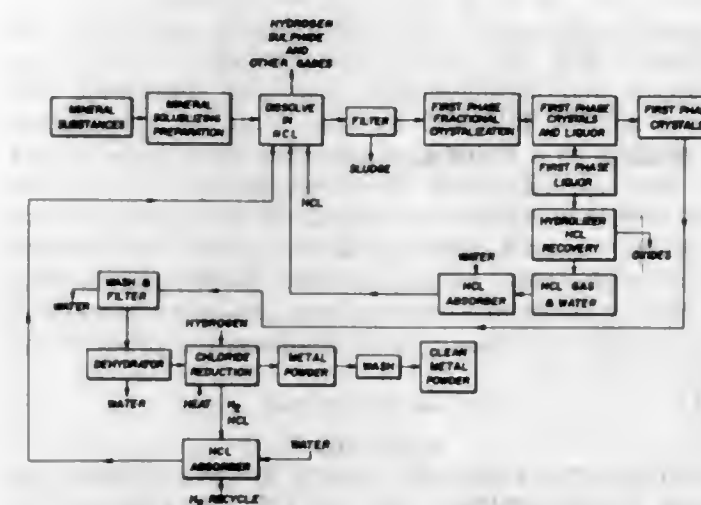 HYDROGEN
SULPHIDE
AND
OTHER GASES
MINERAL
SUBSTANCES
MINERAL
SOLUBILIZING
PREPARATION
DISSOLVE
IN
HCL
FILTER
FIRST PHASE
FRACTIONAL
CRYSTALIZATION
FIRST PHASE
CRYSTALS
AND LIQUOR
FIRST PHASE
CRYSTALS
SLUDGE
HCL
FIRST PHASE
LIQUOR
HYDROLIZER
HCL
RECOVERY
OXIDES
WATER
HCL
ABSORBER
HCL GAS
& WATER
WASH &
FILTER
WATER
HYDROGEN
DEHYDRATOR
CHLORIDE
REDUCTION
METAL
POWDER
WASH
CLEAN
METAL
POWDER
WATER
HEAT
H2
HCL
HCL
ABSORBER
WATER
H2 RECYCLE